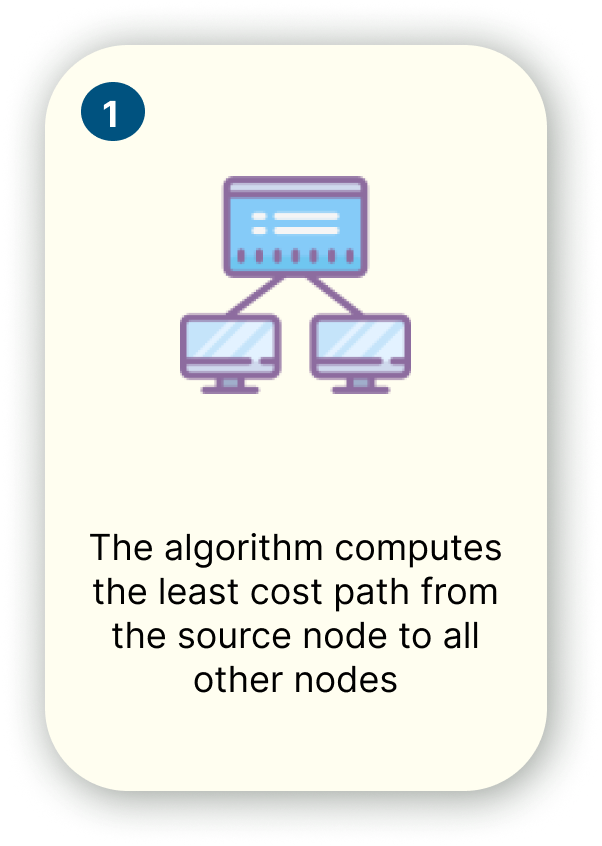 1
The algorithm computes
the least cost path from
the source node to all
other nodes